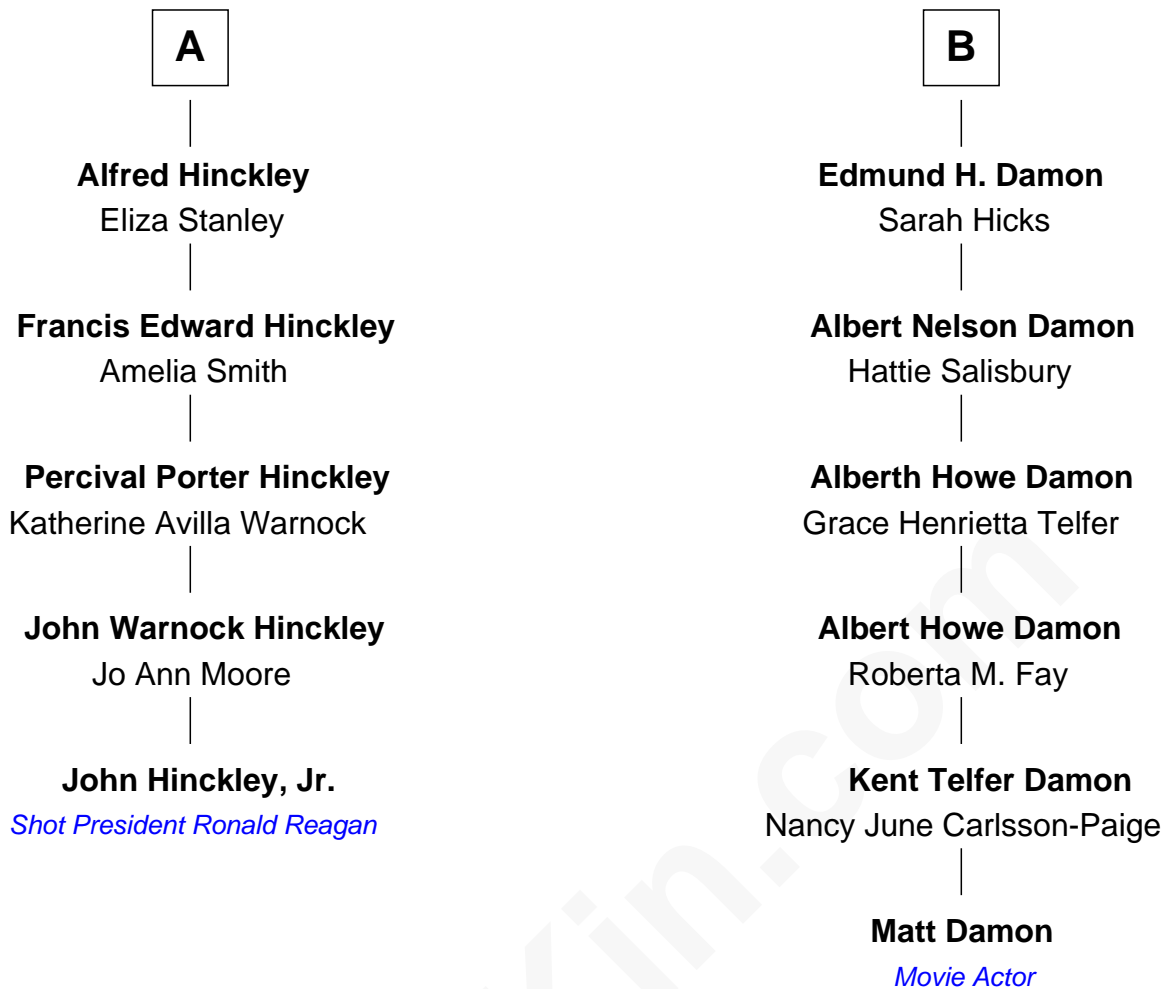 A
Alfred Hinckley
Eliza Stanley
Francis Edward Hinckley
Amelia Smith
Percival Porter Hinckley
Katherine Avilla Warnock
John Warnock Hinckley
Jo Ann Moore
John Hinckley, Jr.
Shot President Ronald Reagan
B
Edmund H. Damon
Sarah Hicks
Albert Nelson Damon
Hattie Salisbury
Alberth Howe Damon
Grace Henrietta Telfer
Albert Howe Damon
Roberta M. Fay
Kent Telfer Damon
Nancy June Carlsson-Paige
Matt Damon
Movie Actor
Kin.com